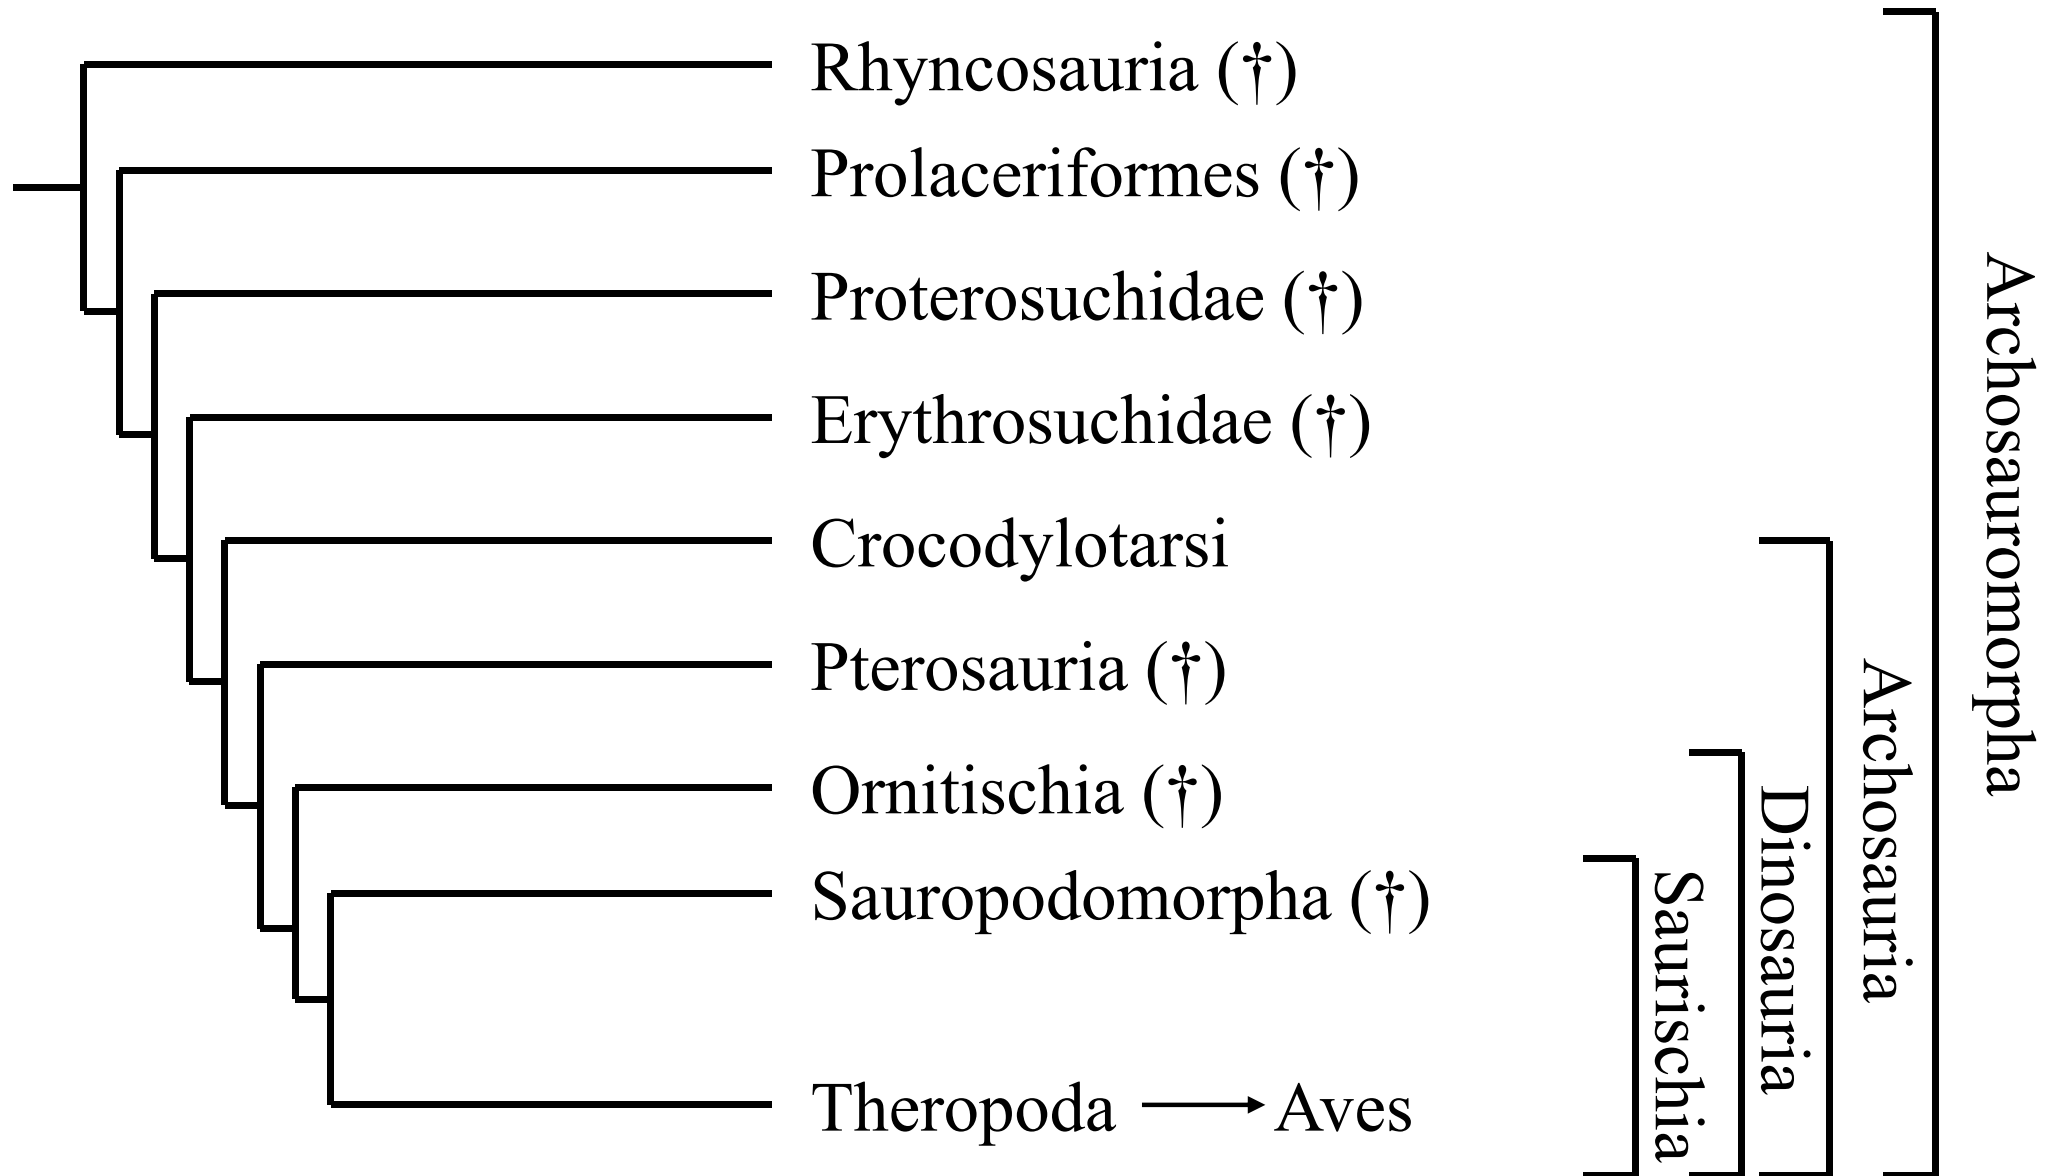 Rhyncosauria (†)
Prolaceriformes (†)
Proterosuchidae (†)
Erythrosuchidae (†)
Crocodylotarsi
Pterosauria (†)
Ornitischia (†)
Sauropodomorpha (†)
Theropoda → Aves
Saurischia
Dinosauria
Archosauria
Archosauromorpha